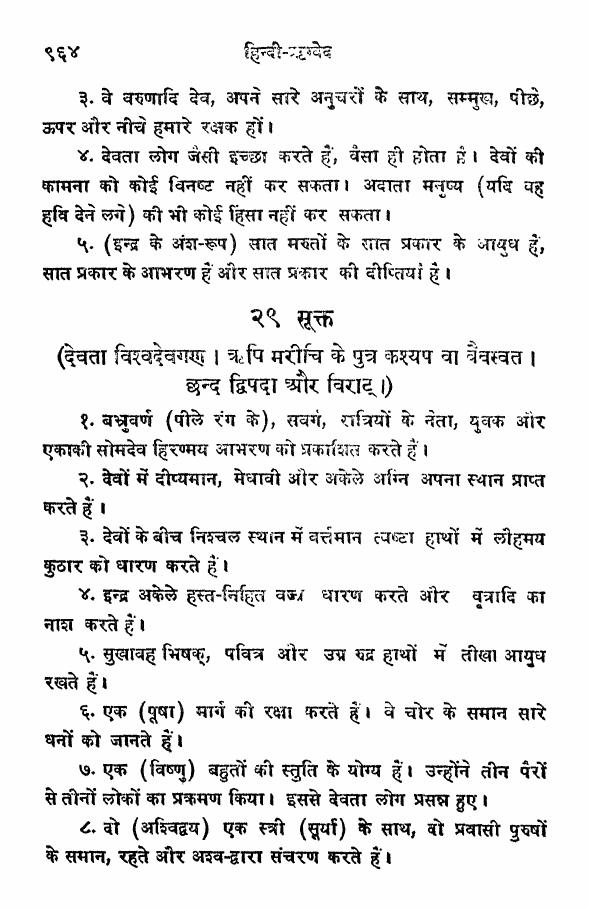 ९६४ हिन्दी-ऋग्वेद
३. वे वरुणादि देव, अपने सारे अनुचरों के साथ, सम्मुख, पीछे,
ऊपर और नीचे हमारे रक्षक हों।
४. देवता लोग जैसी इच्छा करते हैं, वैसा ही होता है। देवों की
कामना को कोई विनष्ट नहीं कर सकता। अदाता मनुष्य (यदि वह
हवि देने लगे) की भी कोई हिंसा नहीं कर सकता।
५. (इन्द्र के अंश-रूप) सात मरुतों के सात प्रकार के आयुध हैं,
सात प्रकार के आभरण हैं और सात प्रकार की दीप्तियां हैं।
२९ सूक्त
(देवता विश्वदेवगण। ऋषि मरीचि के पुत्र कश्यप वा वैवस्वत।
छन्द द्विपदा और विराट्।)
१. बभ्रुवर्ण (पीले रंग के), सवग, रात्रियों के नेता, युवक और
एकाकी सोमदेव हिरण्मय आभरण को प्रकाशित करते हैं।
२. देवों में दीप्यमान, मेधावी और अकेले अग्नि अपना स्थान प्राप्त
करते हैं।
३. देवों के बीच निश्चल स्थान में वर्त्तमान त्वष्टा हाथों में लौहमय
कुठार को धारण करते हैं।
४. इन्द्र अकेले हस्त-निहित वज्र धारण करते और वृत्रादि का
नाश करते हैं।
५. सुखावह भिषक्, पवित्र और उग्र रुद्र हाथों में तीखा आयुध
रखते हैं।
६. एक (पूषा) मार्ग की रक्षा करते हैं। वे चोर के समान सारे
धनों को जानते हैं।
७. एक (विष्णु) बहुतों की स्तुति के योग्य हैं। उन्होंने तीन पैरों
से तीनों लोकों का प्रक्रमण किया। इससे देवता लोग प्रसन्न हुए।
८. दो (अश्विद्वय) एक स्त्री (सूर्या) के साथ, दो प्रवासी पुरुषों
के समान, रहते और अश्व-द्वारा संचरण करते हैं।